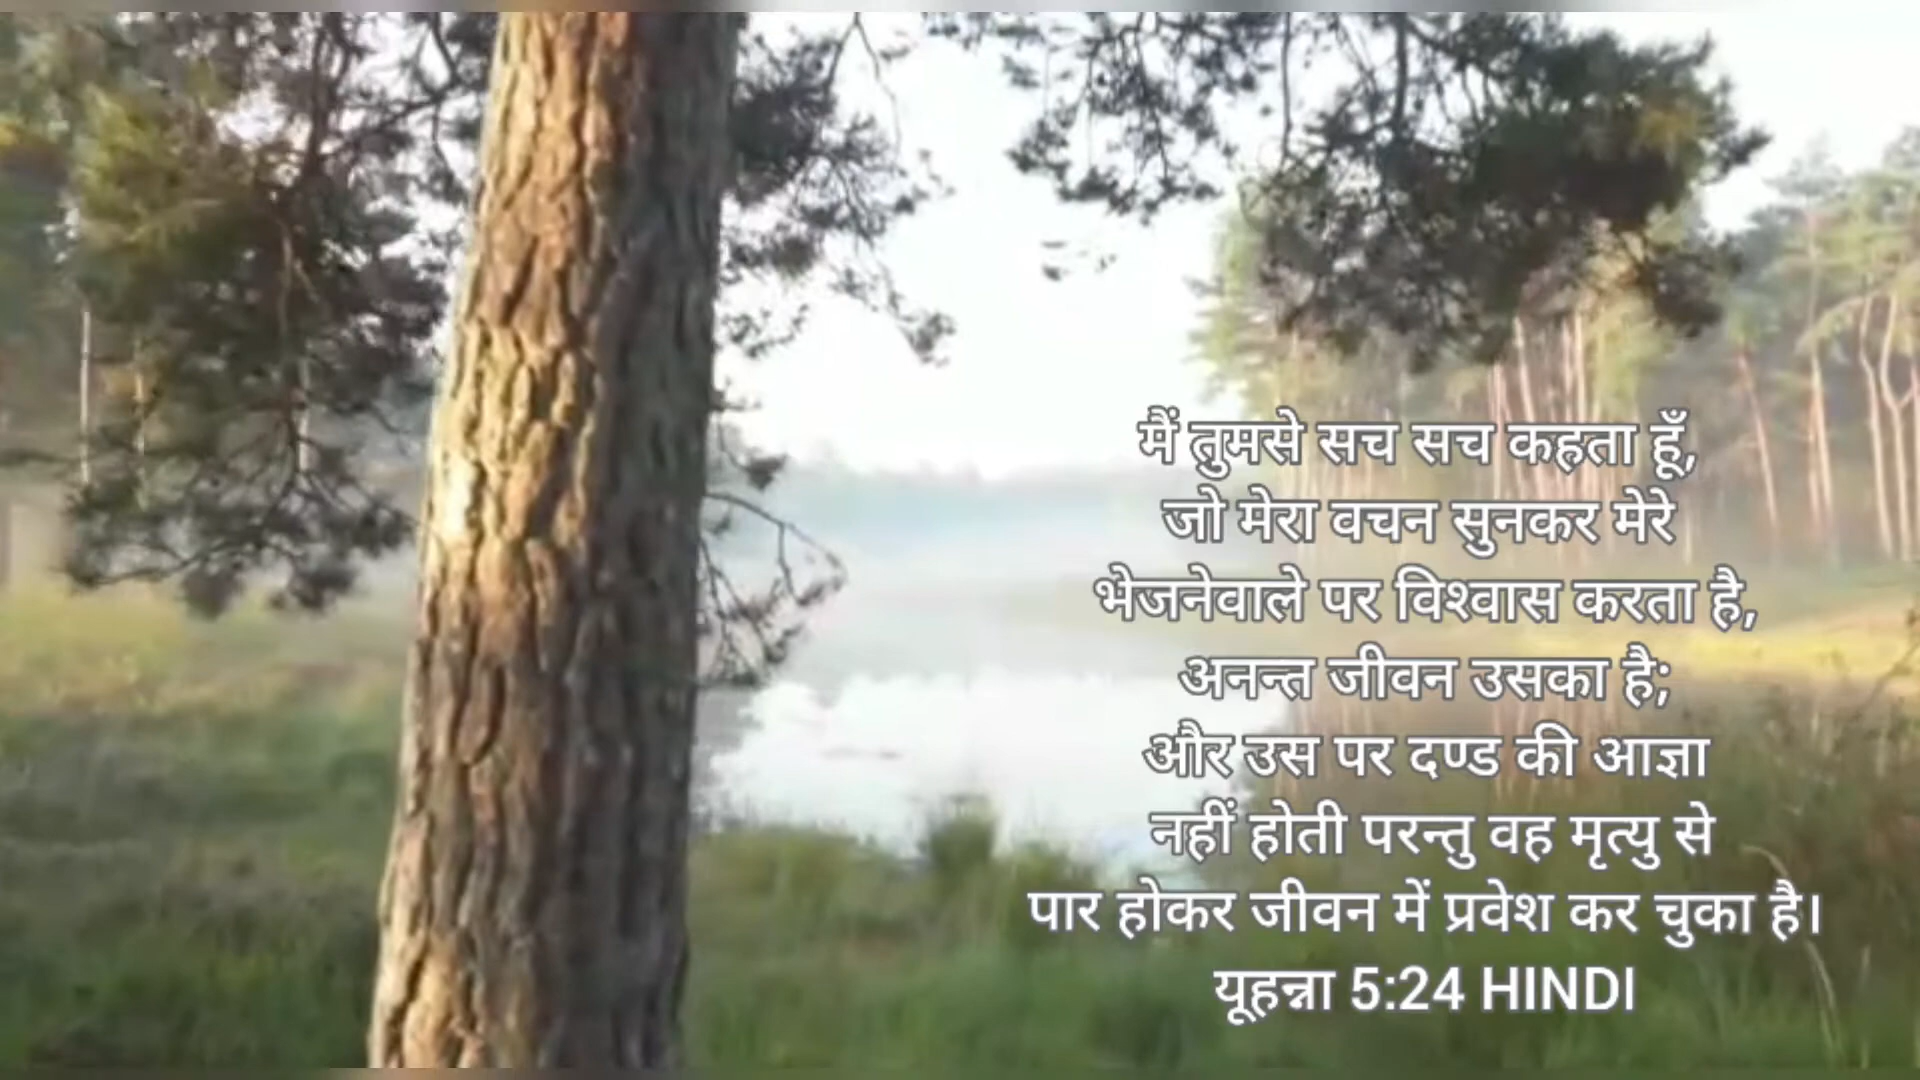 मैं तुमसे सच सच कहता हूँ,
जो मेरा वचन सुनकर मेरे
भेजनेवाले पर विश्वास करता है,
अनन्त जीवन उसका है;
और उस पर दण्ड की आज्ञा
नहीं होती परन्तु वह मृत्यु से
पार होकर जीवन में प्रवेश कर चुका है।
यूहन्ना 5:24 HINDI